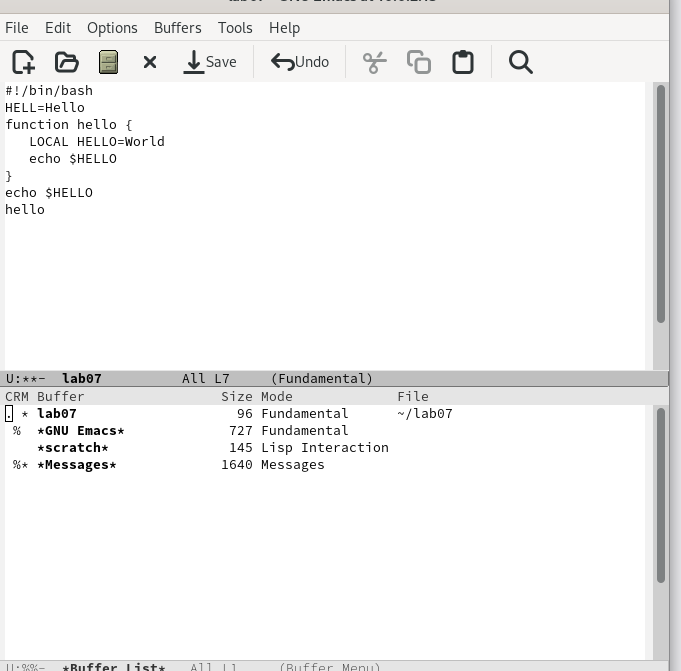 File Edit Options Buffers Tools Help
Save Undo
#!/bin/bash
HELL=Hello
function hello {
   LOCAL HELLO=World
   echo $HELLO
}
echo $HELLO
hello
U:**-  lab07          All L7     (Fundamental)
CRM Buffer                 Size Mode             File
. * lab07                    96 Fundamental      ~/lab07
 %  *GNU Emacs*             727 Fundamental
    *scratch*               145 Lisp Interaction
 %* *Messages*             1640 Messages
U:%%-  *Buffer List*   All L1     (Buffer Menu)